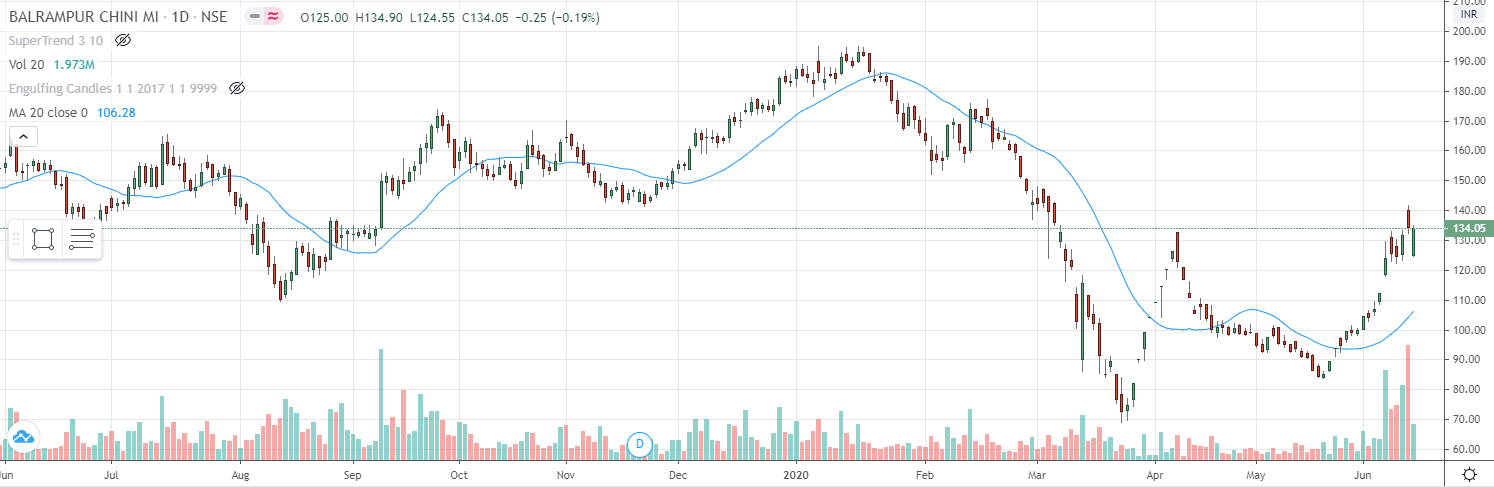 BALRAMPUR CHINI MI · 1D · NSE O125.00 H134.90 L124.55 C134.05 −0.25 (−0.19%)
SuperTrend 3 10
Vol 20 1.973M
Engulfing Candles 1 1 2017 1 1 9999
MA 20 close 0 106.28
210.00
INR
200.00
190.00
180.00
170.00
160.00
150.00
140.00
134.05
130.00
120.00
110.00
100.00
90.00
80.00
70.00
60.00
D
Jun Jul Aug Sep Oct Nov Dec 2020 Feb Mar Apr May Jun